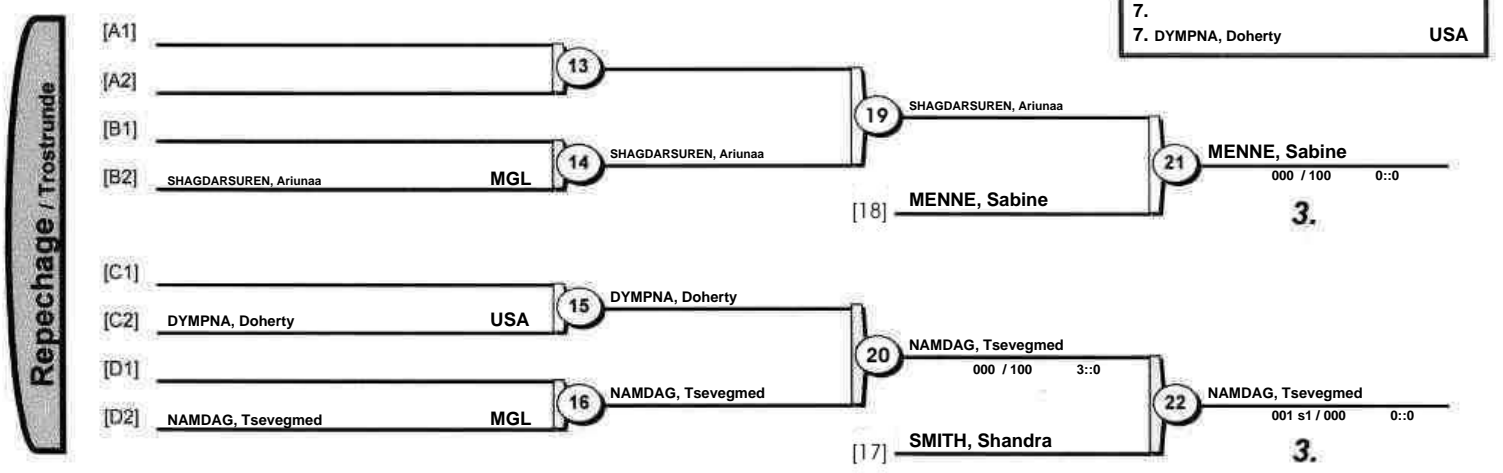 7.
7. DYMPNA, Doherty USA
Repechage / Trostrunde
[A1]
13
[A2]
19 SHAGDARSUREN, Ariunaa
[B1]
14 SHAGDARSUREN, Ariunaa
21 MENNE, Sabine
000 / 100 0::0
[B2] SHAGDARSUREN, Ariunaa MGL
[18] MENNE, Sabine
3.
[C1]
15 DYMPNA, Doherty
[C2] DYMPNA, Doherty USA
20 NAMDAG, Tsevegmed
000 / 100 3::0
[D1]
16 NAMDAG, Tsevegmed
22 NAMDAG, Tsevegmed
001 s1 / 000 0::0
[D2] NAMDAG, Tsevegmed MGL
[17] SMITH, Shandra
3.